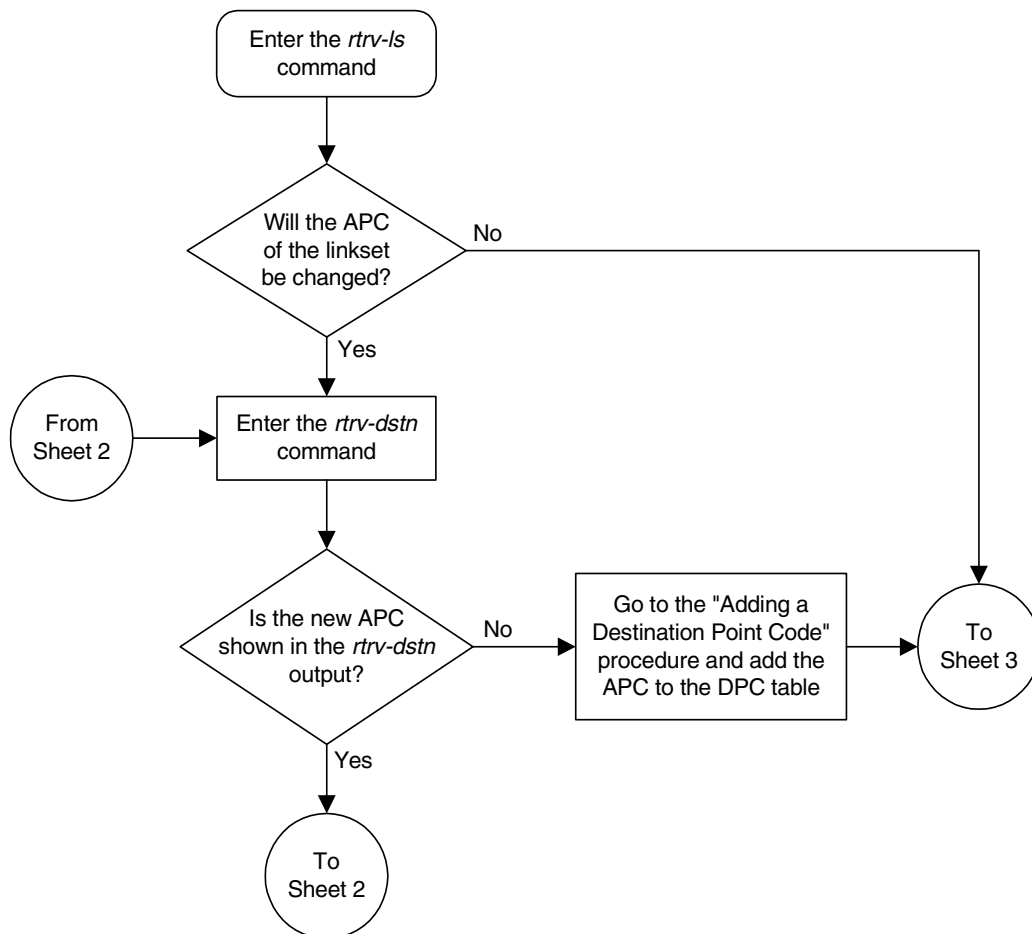 Enter the rtrv-ls
command
Will the APC
of the linkset
be changed?
No
Yes
From
Sheet 2
Enter the rtrv-dstn
command
Is the new APC
shown in the rtrv-dstn
output?
No
Go to the "Adding a
Destination Point Code"
procedure and add the
APC to the DPC table
To
Sheet 3
Yes
To
Sheet 2